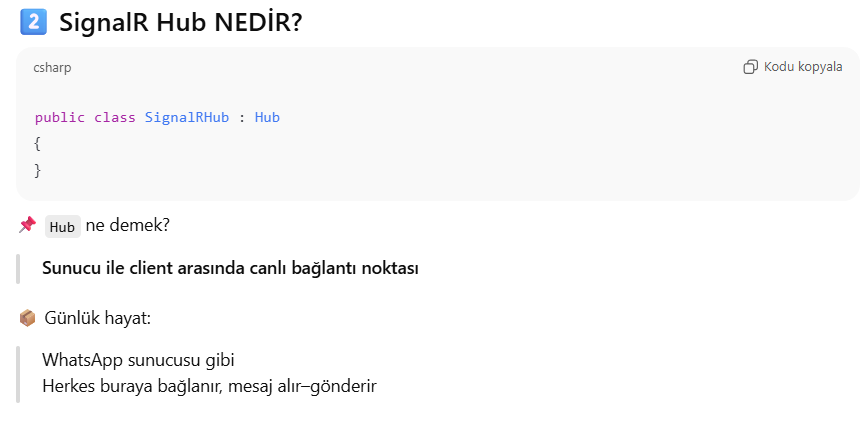 2 SignalR Hub NEDİR?
csharp
Kodu kopyala
public class SignalRHub : Hub
{
}
📌 Hub ne demek?
Sunucu ile client arasında canlı bağlantı noktası
📦 Günlük hayat:
WhatsApp sunucusu gibi
Herkes buraya bağlanır, mesaj alır–gönderir